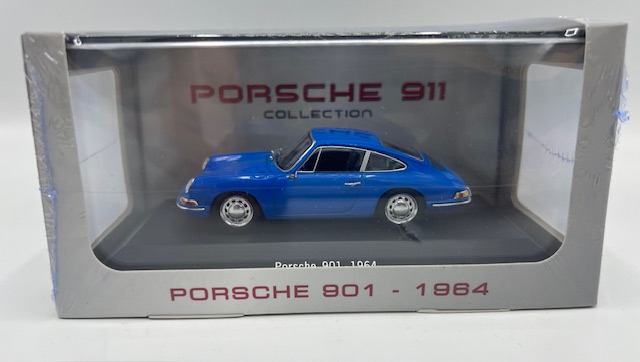 PORSCHE 911
COLLECTION
Porsche 901 1964
PORSCHE 901 - 1964